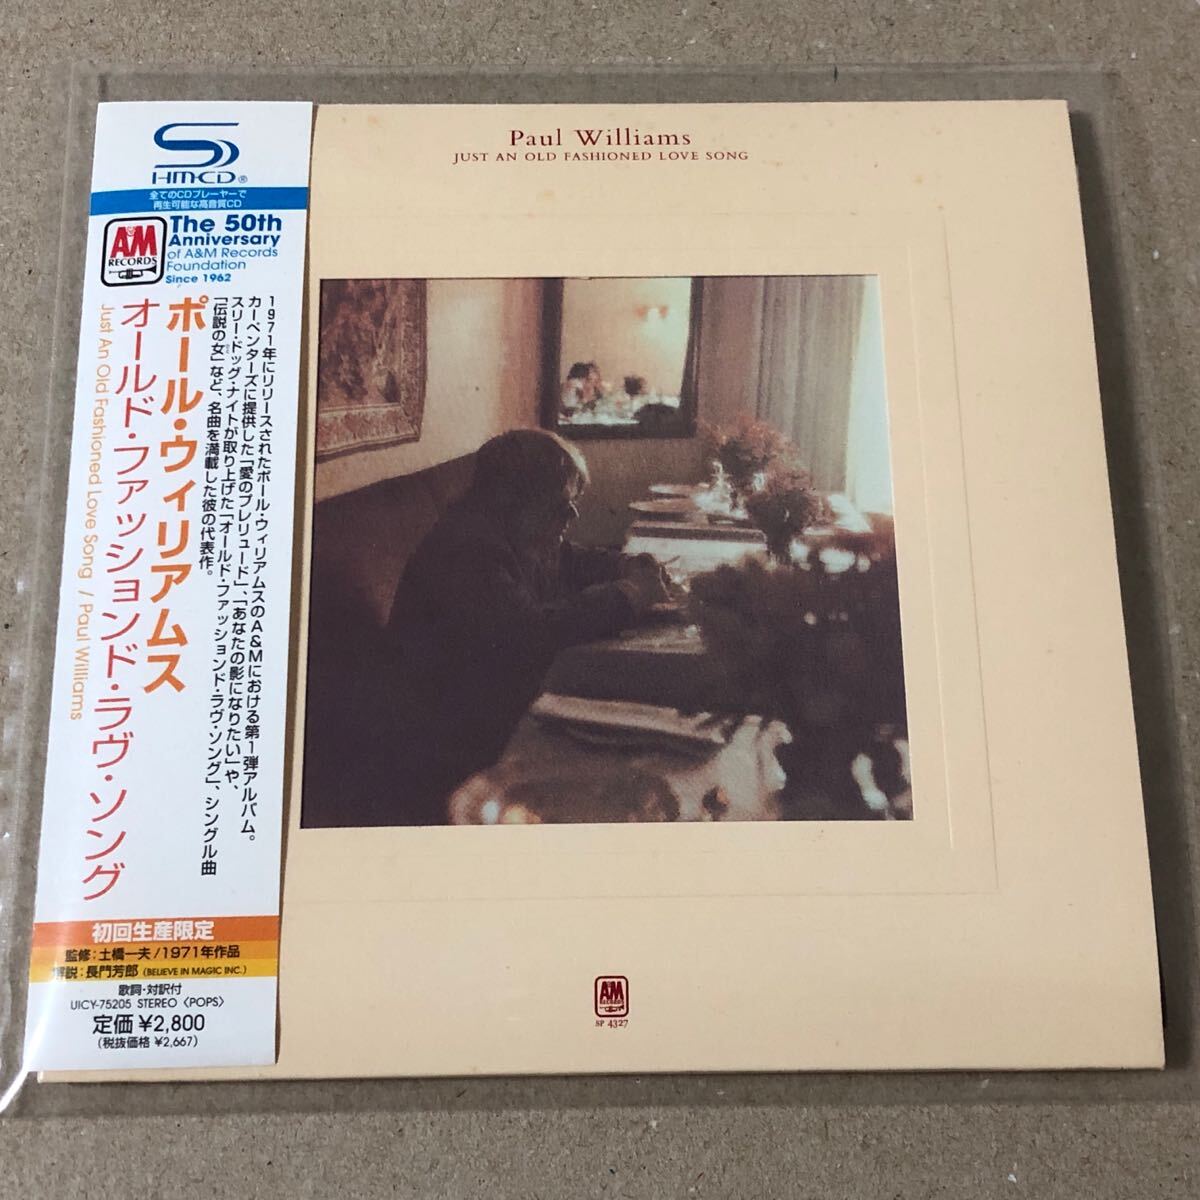 S
HM-CD®
全てのCDプレーヤーで
再生可能な高音質CD
A&M
RECORDS
The 50th
Anniversary
of A&M Records
Foundation
Since 1962
1971年にリリースされたポール・ウィリアムスのA&Mにおける第1弾アルバム。
カーペンターズに提供した「愛のプレリュード」、「あなたの影になりたい」や、
スリー・ドッグ・ナイトが取り上げた「オールド・ファッションド・ラヴ・ソング」、シングル曲
「伝説の女」など、名曲を満載した彼の代表作。
ポール・ウィリアムス
オールド・ファッションド・ラヴ・ソング
Just An Old Fashioned Love Song / Paul Williams
初回生産限定
監修:土橋一夫/1971年作品
解説:長門芳郎(BELIEVE IN MAGIC INC.)
歌詞・対訳付
UICY-75205 STEREO〈POPS〉
定価¥2,800
(税抜価格 ¥2,667)
Paul Williams
JUST AN OLD FASHIONED LOVE SONG
A&M
RECORDS
SP 4327